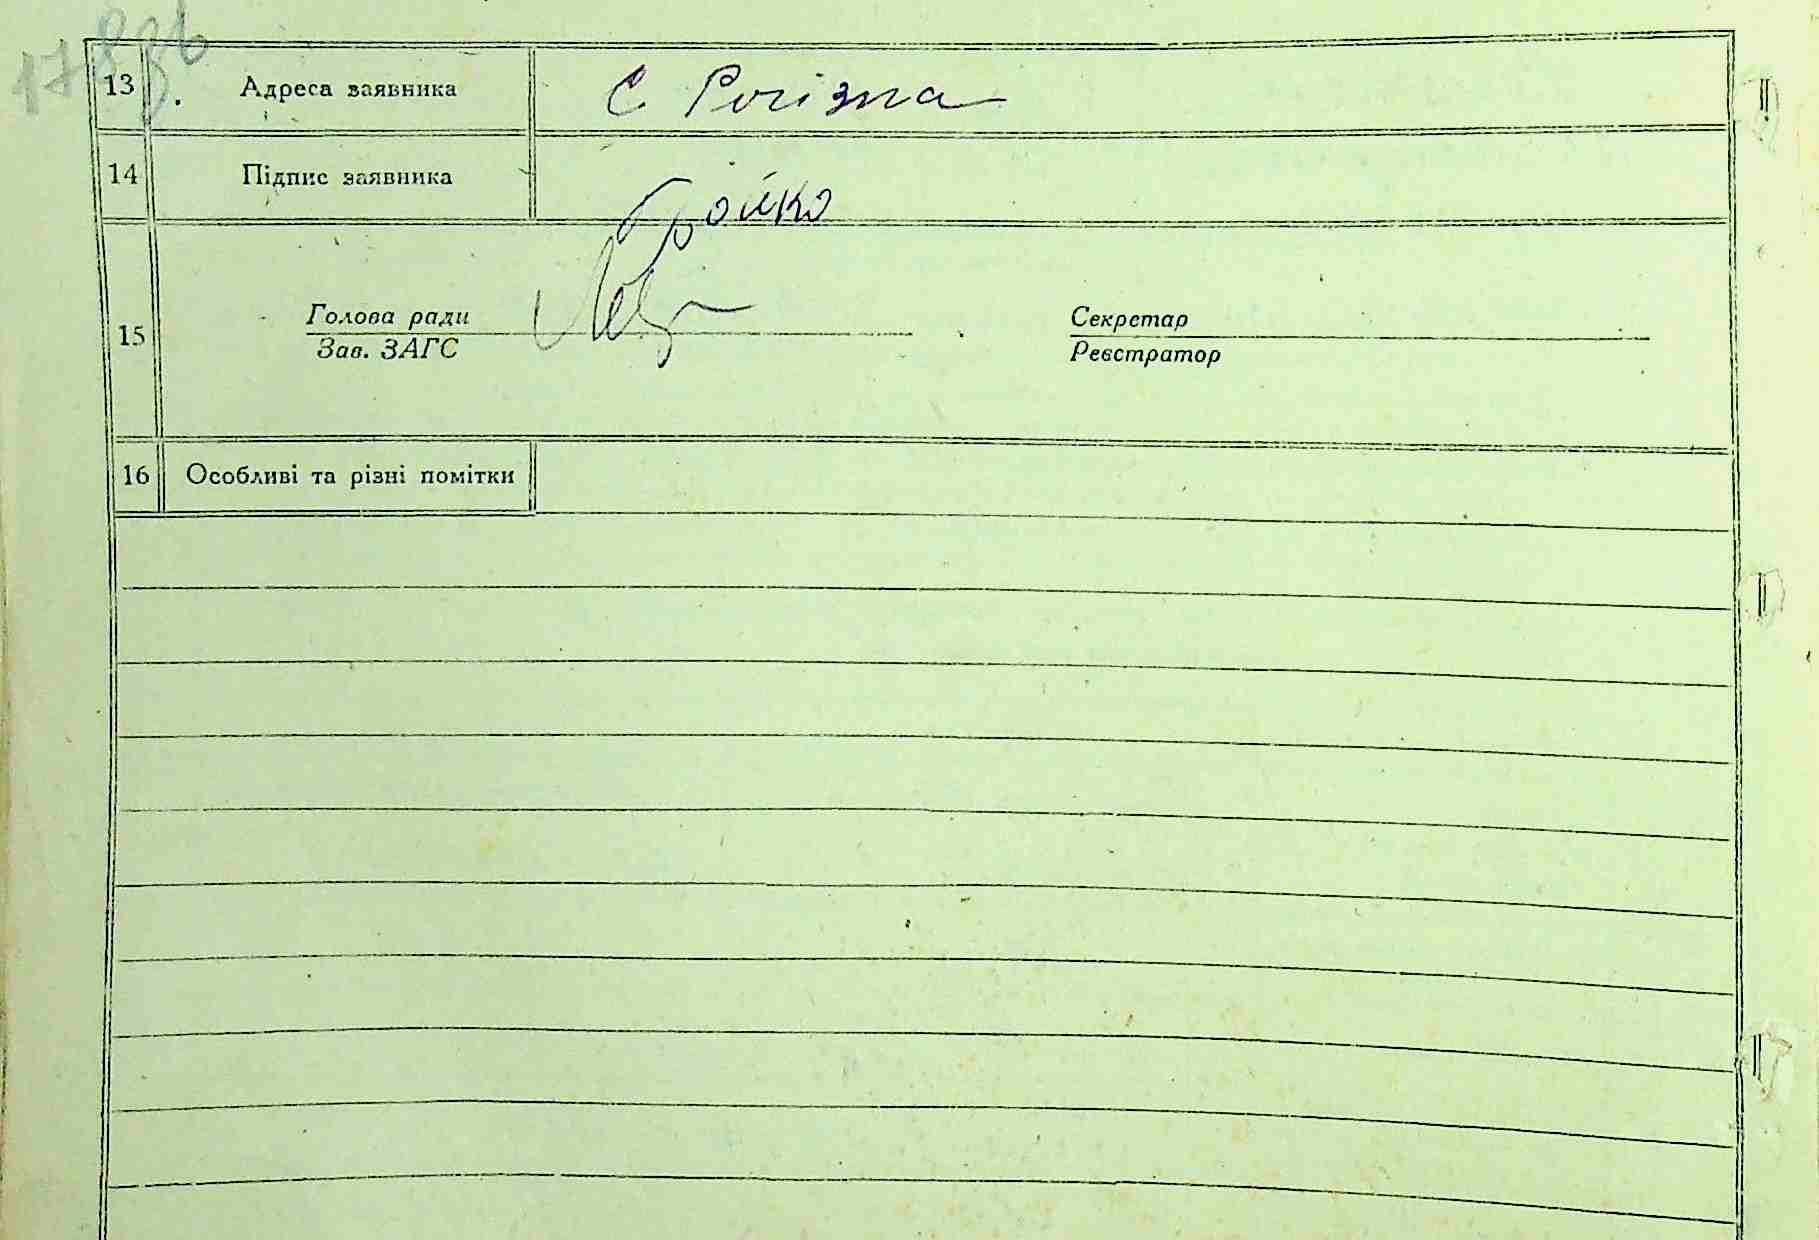 13 Адреса заявника С Рогізна
14 Підпис заявника Бойко
15 Голова ради
Зав. ЗАГС
Секретар
Реєстратор
16 Особливі та різні помітки